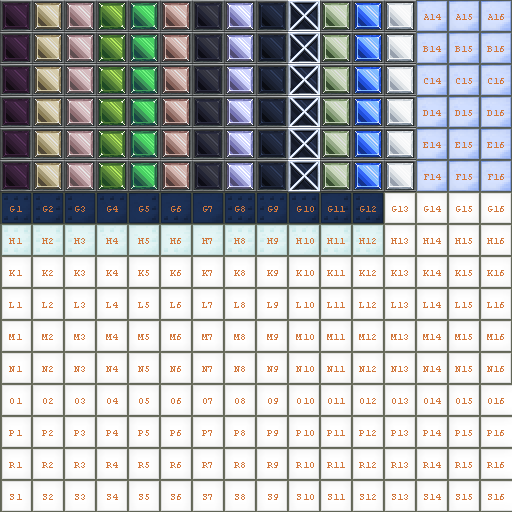 A14 A15 A16
B14 B15 B16
C14 C15 C16
D14 D15 D16
E14 E15 E16
F14 F15 F16
G1 G2 G3 G4 G5 G6 G7 G8 G9 G10 G11 G12 G13 G14 G15 G16
H1 H2 H3 H4 H5 H6 H7 H8 H9 H10 H11 H12 H13 H14 H15 H16
K1 K2 K3 K4 K5 K6 K7 K8 K9 K10 K11 K12 K13 K14 K15 K16
L1 L2 L3 L4 L5 L6 L7 L8 L9 L10 L11 L12 L13 L14 L15 L16
M1 M2 M3 M4 M5 M6 M7 M8 M9 M10 M11 M12 M13 M14 M15 M16
N1 N2 N3 N4 N5 N6 N7 N8 N9 N10 N11 N12 N13 N14 N15 N16
O1 O2 O3 O4 O5 O6 O7 O8 O9 O10 O11 O12 O13 O14 O15 O16
P1 P2 P3 P4 P5 P6 P7 P8 P9 P10 P11 P12 P13 P14 P15 P16
R1 R2 R3 R4 R5 R6 R7 R8 R9 R10 R11 R12 R13 R14 R15 R16
S1 S2 S3 S4 S5 S6 S7 S8 S9 S10 S11 S12 S13 S14 S15 S16